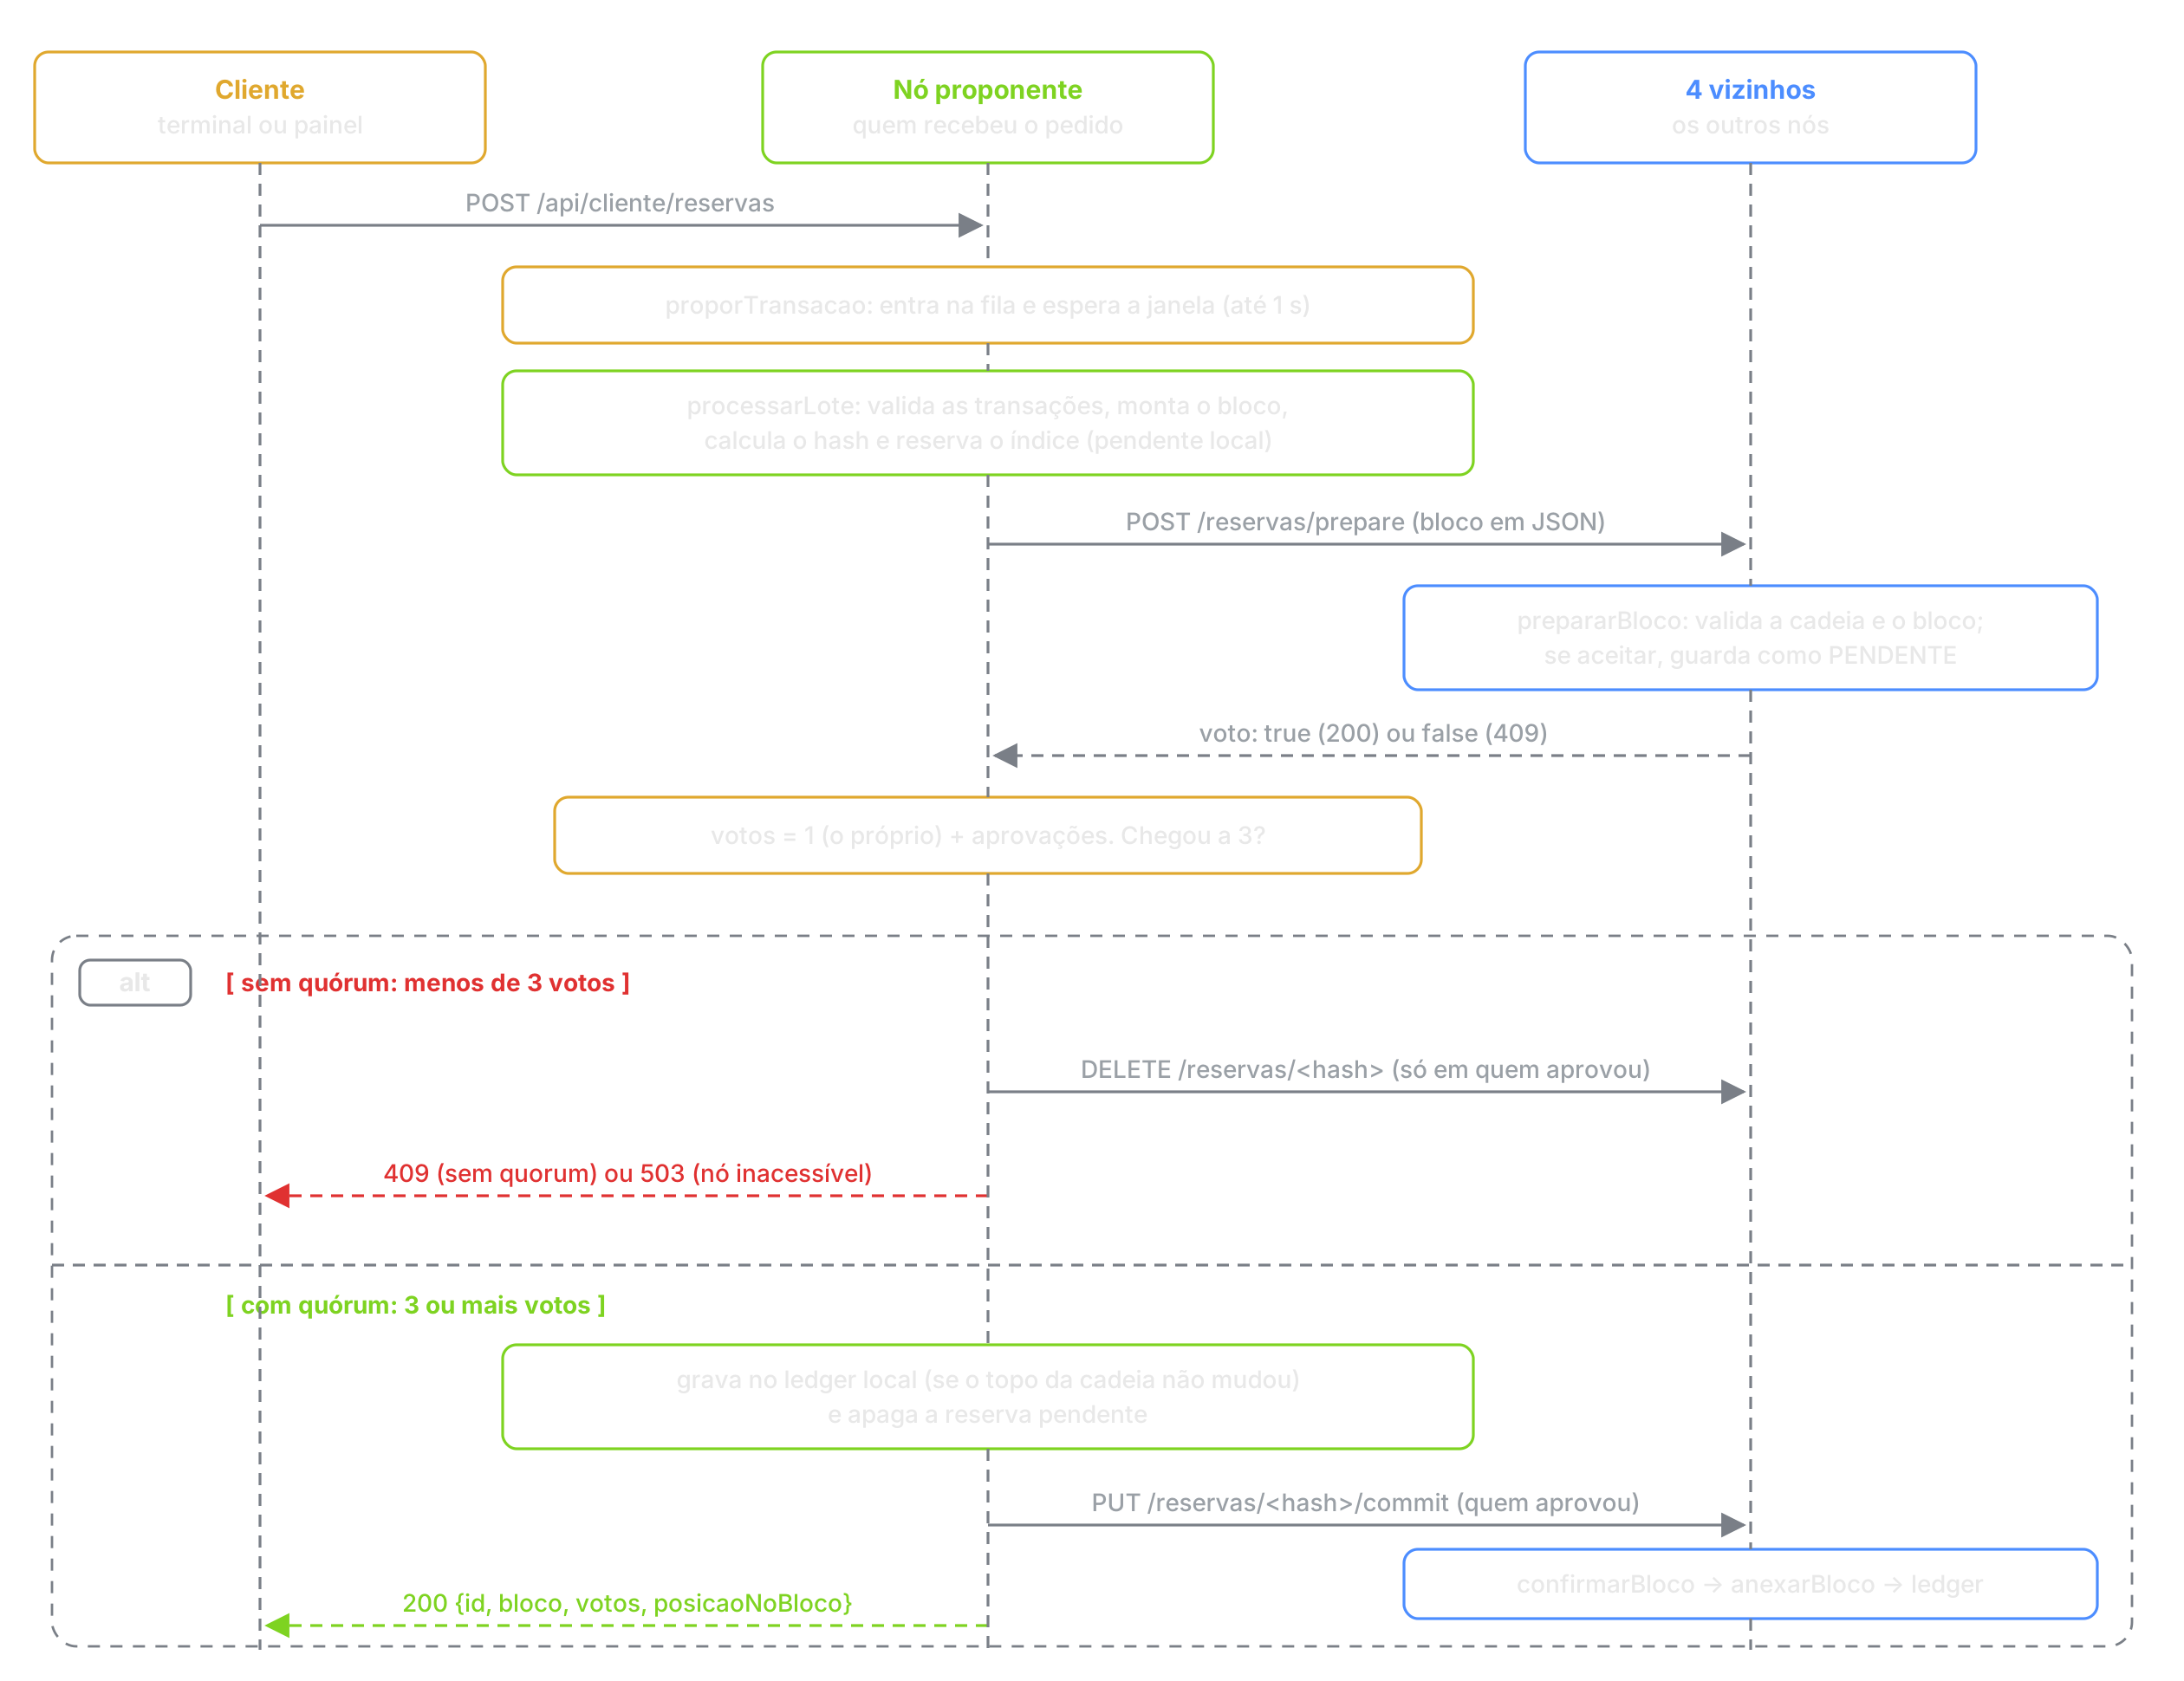 Cliente
terminal ou painel
Nó proponente
quem recebeu o pedido
4 vizinhos
os outros nós
POST /api/cliente/reservas
proporTransacao: entra na fila e espera a janela (até 1 s)
processarLote: valida as transações, monta o bloco,
calcula o hash e reserva o índice (pendente local)
POST /reservas/prepare (bloco em JSON)
prepararBloco: valida a cadeia e o bloco;
se aceitar, guarda como PENDENTE
voto: true (200) ou false (409)
votos = 1 (o próprio) + aprovações. Chegou a 3?
alt
[ sem quórum: menos de 3 votos ]
DELETE /reservas/<hash> (só em quem aprovou)
409 (sem quorum) ou 503 (nó inacessível)
[ com quórum: 3 ou mais votos ]
grava no ledger local (se o topo da cadeia não mudou)
e apaga a reserva pendente
PUT /reservas/<hash>/commit (quem aprovou)
confirmarBloco → anexarBloco → ledger
200 {id, bloco, votos, posicaoNoBloco}